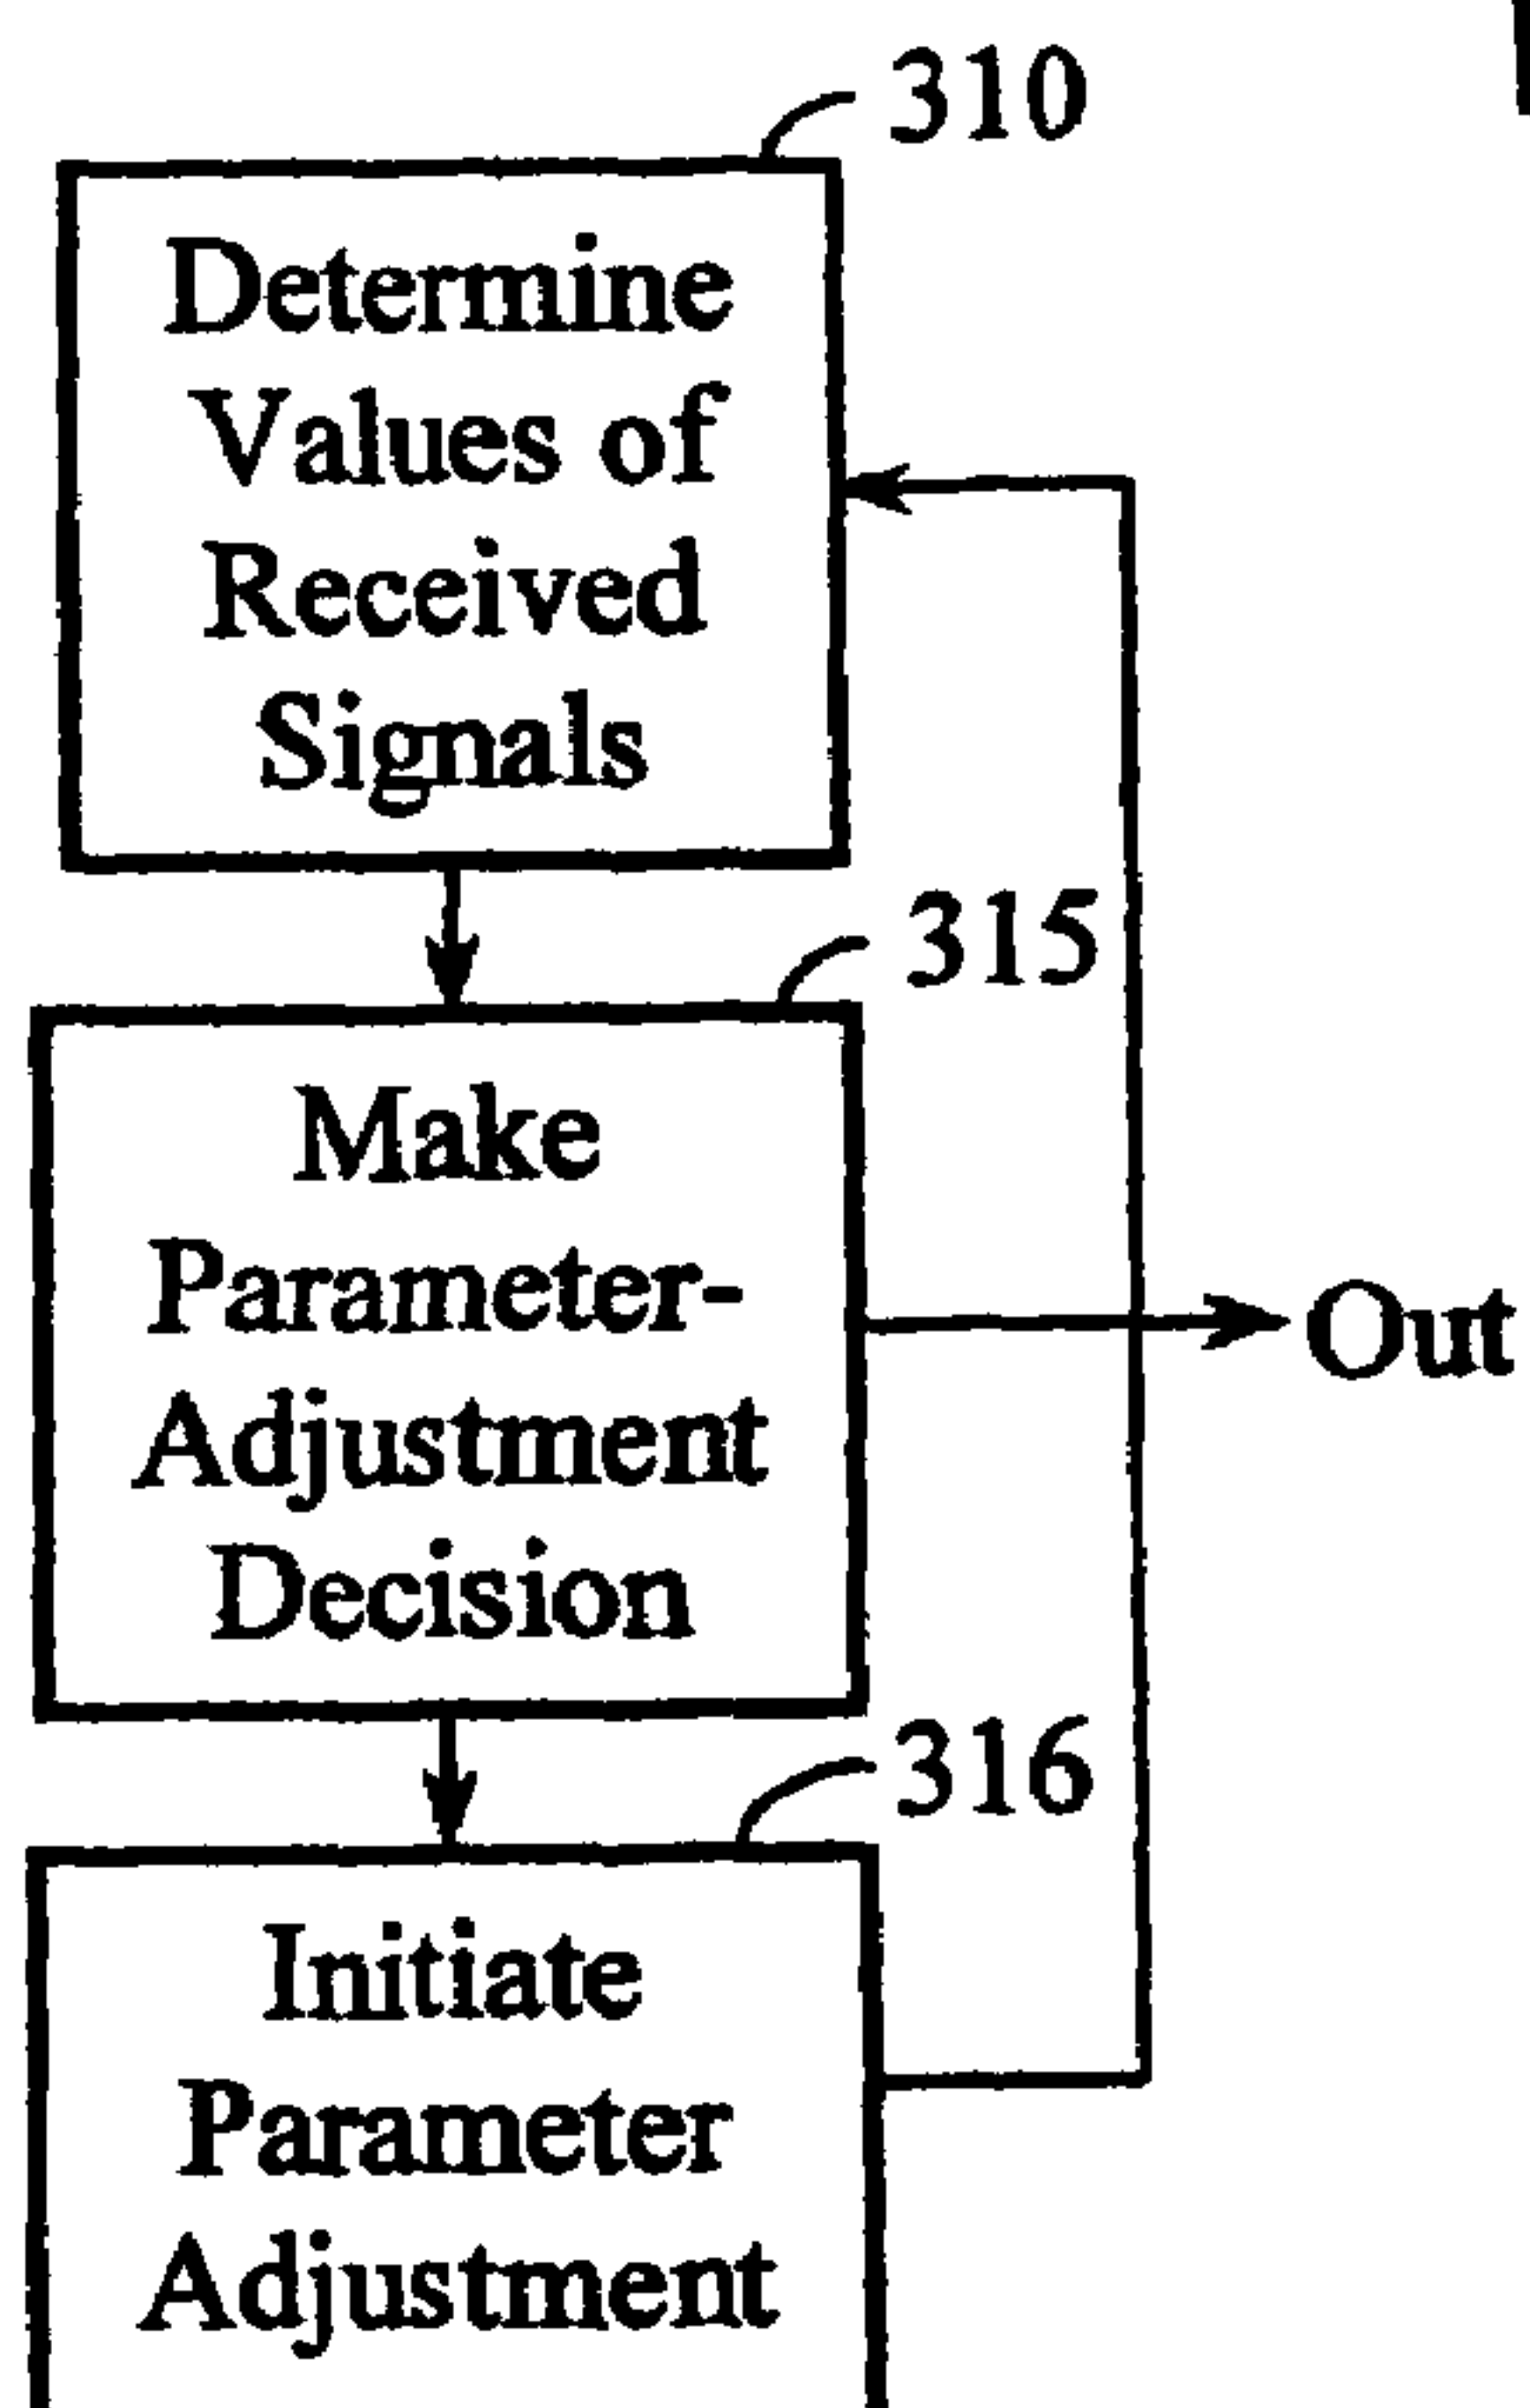 310
Determine
Values of
Received
Signals
315
Make
Parameter-
Adjustment
Decision
Out
316
Initiate
Parameter
Adjustment